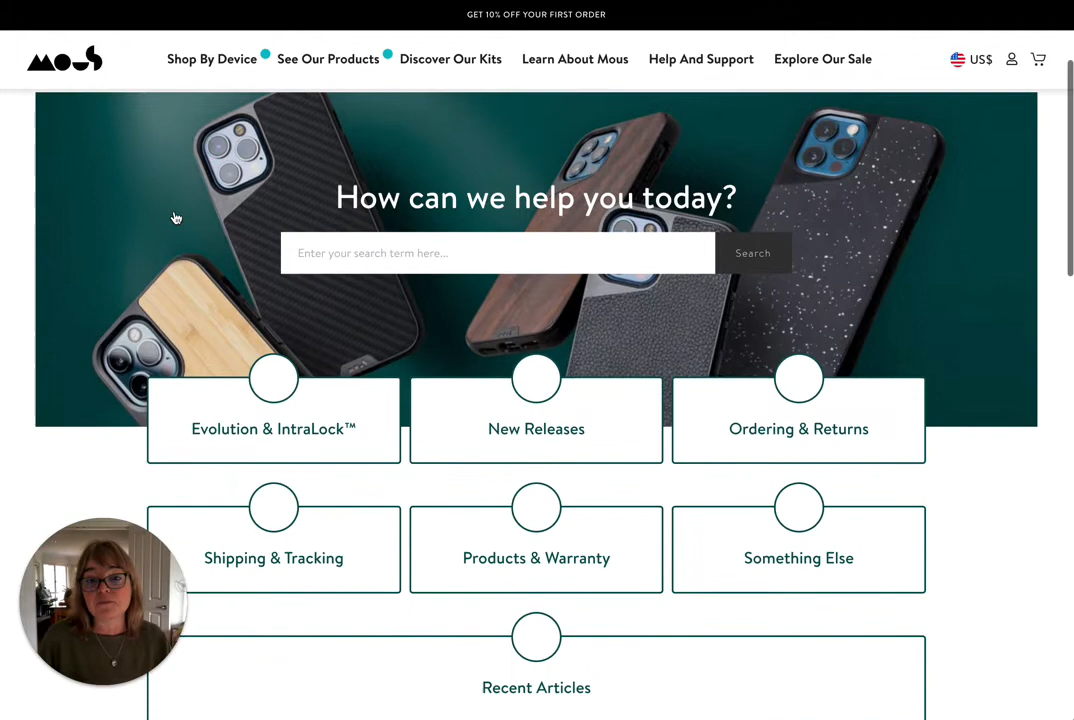 GET 10% OFF YOUR FIRST ORDER
mous
Shop By Device See Our Products Discover Our Kits Learn About Mous Help And Support Explore Our Sale US$
How can we help you today?
Enter your search term here... Search
Evolution & IntraLock™ New Releases Ordering & Returns
Shipping & Tracking Products & Warranty Something Else
Recent Articles